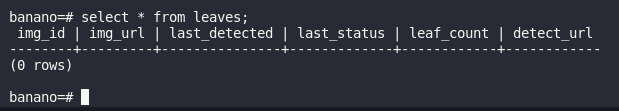 banano=# select * from leaves;
 img_id | img_url | last_detected | last_status | leaf_count | detect_url
--------+---------+---------------+-------------+------------+------------
(0 rows)
banano=#